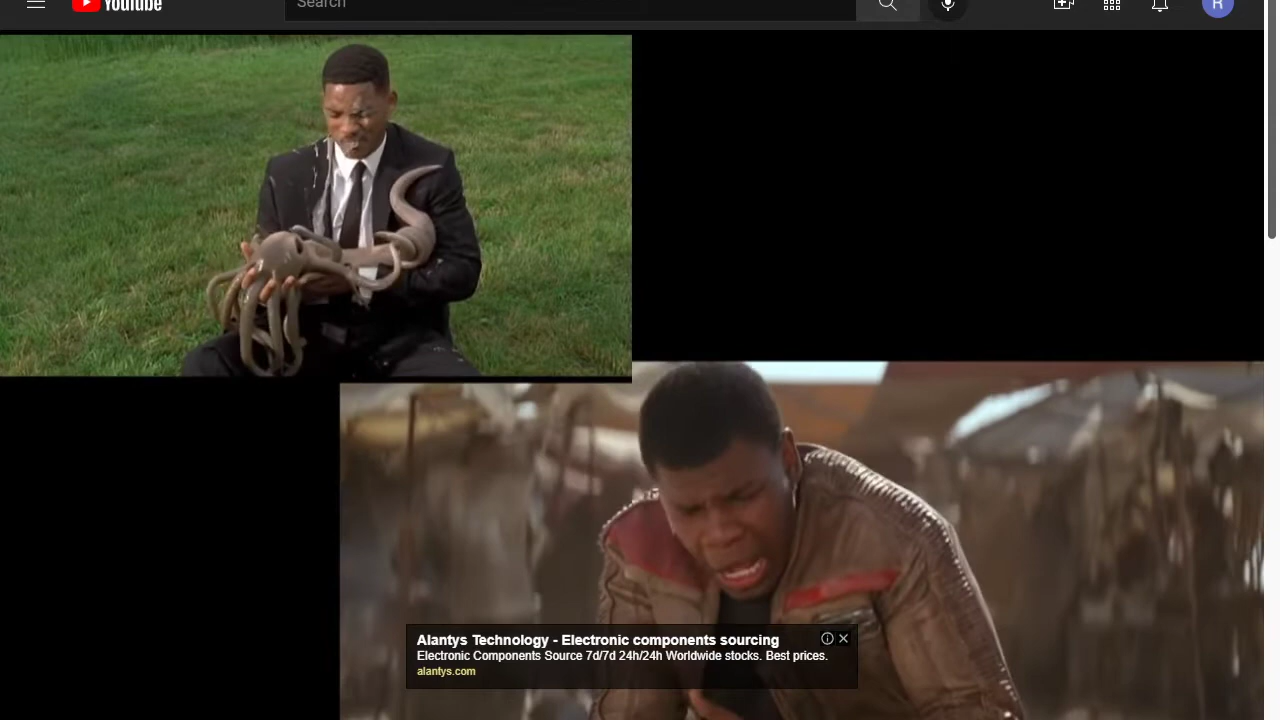 YouTube
Search
R
Alantys Technology - Electronic components sourcing
Electronic Components Source 7d/7d 24h/24h Worldwide stocks. Best prices.
alantys.com